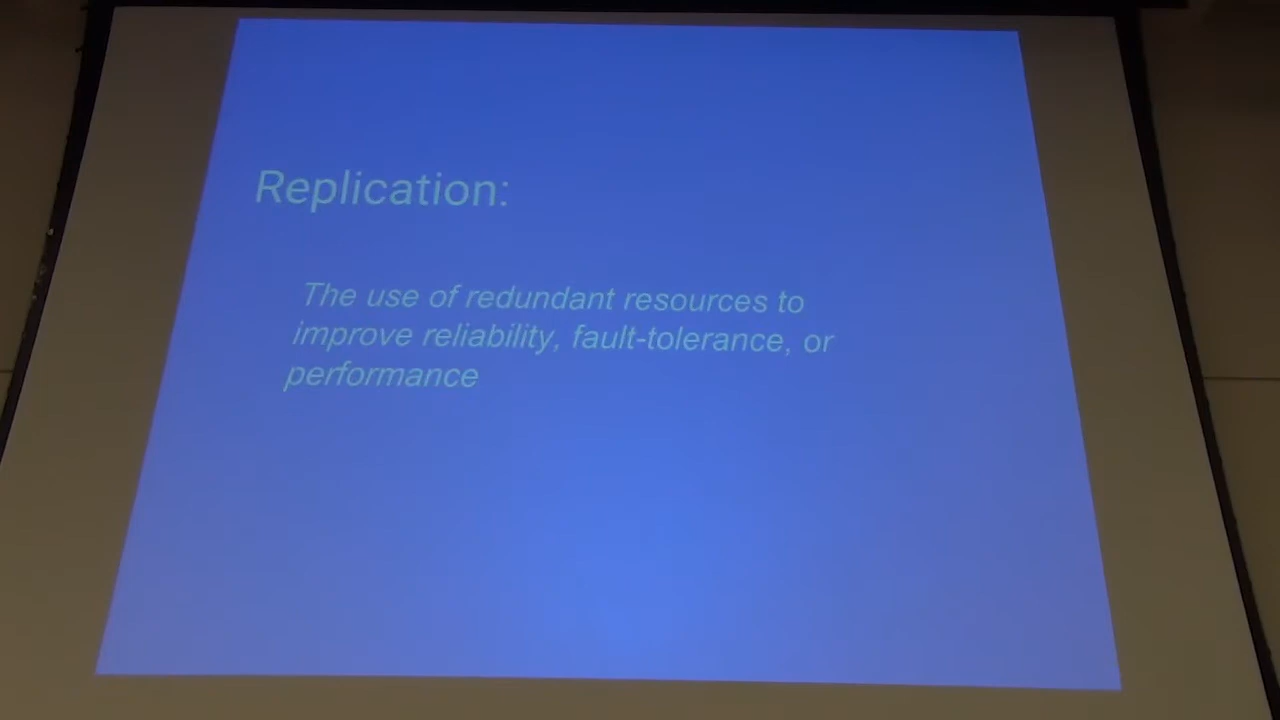 Replication:
The use of redundant resources to
improve reliability, fault-tolerance, or
performance